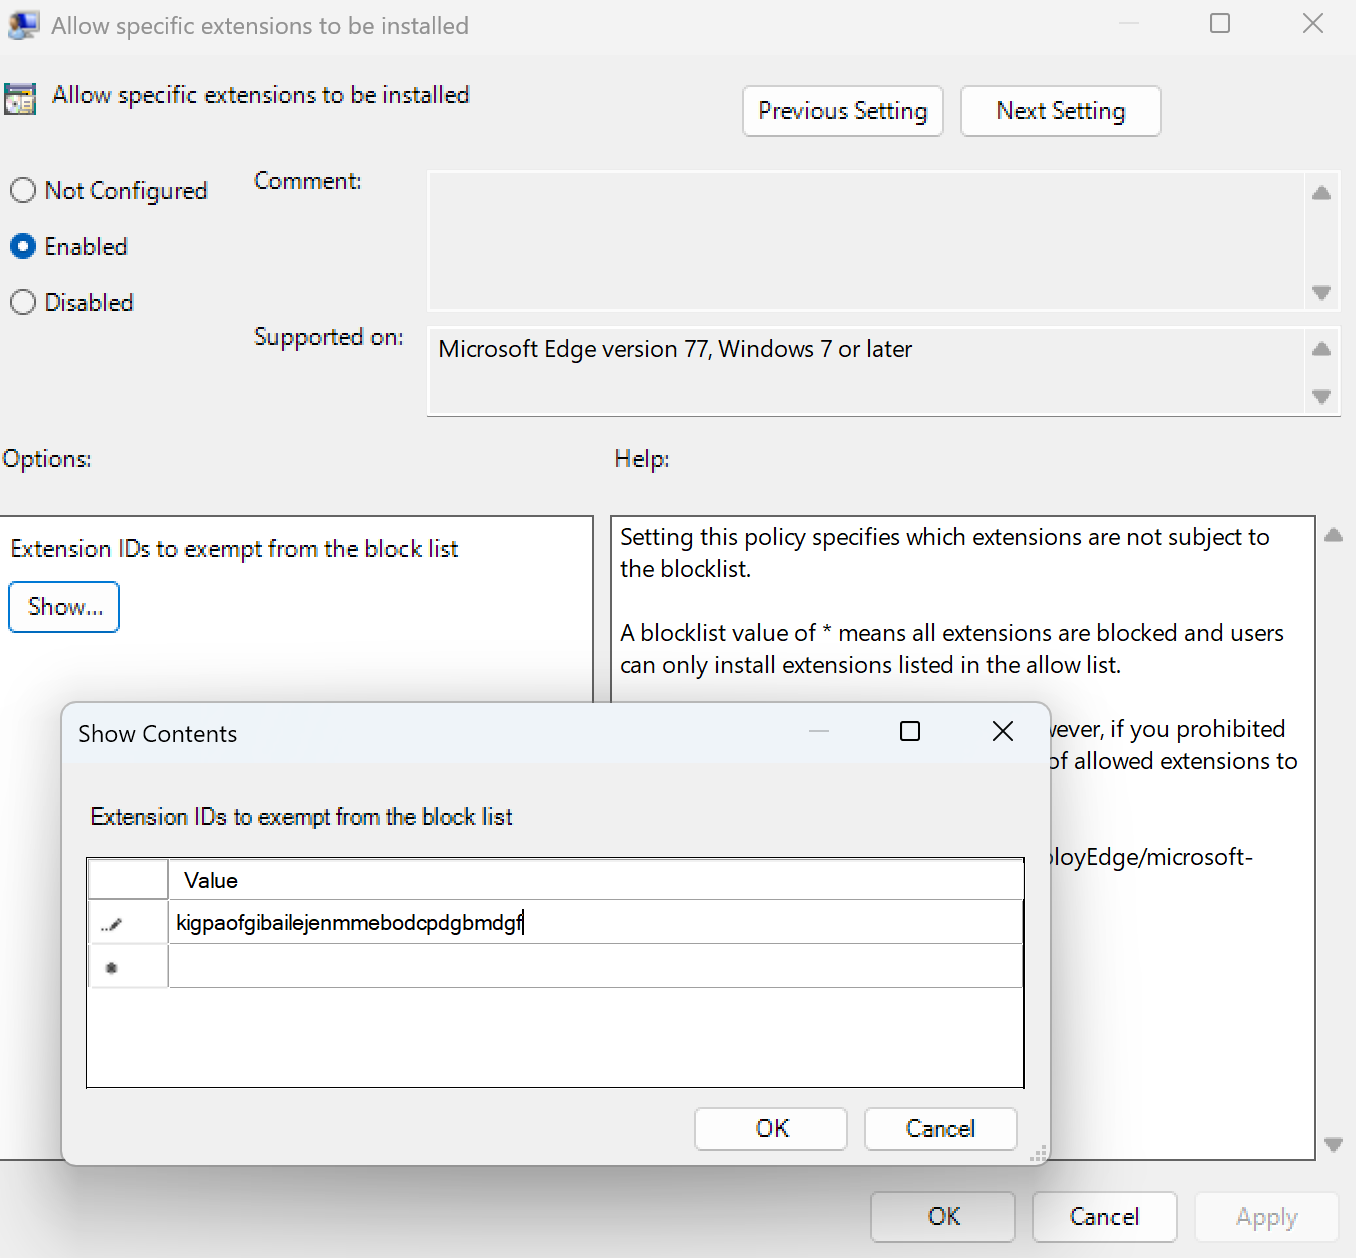 Allow specific extensions to be installed
Allow specific extensions to be installed
Previous Setting
Next Setting
Not Configured
Enabled
Disabled
Comment:
Supported on:
Microsoft Edge version 77, Windows 7 or later
Options:
Help:
Extension IDs to exempt from the block list
Show...
Setting this policy specifies which extensions are not subject to
the blocklist.
A blocklist value of * means all extensions are blocked and users
can only install extensions listed in the allow list.
ever, if you prohibited
of allowed extensions to
loyEdge/microsoft-
Show Contents
Extension IDs to exempt from the block list
Value
kigpaofgibailejenmmebodcpdgbmdgf
OK
Cancel
OK
Cancel
Apply